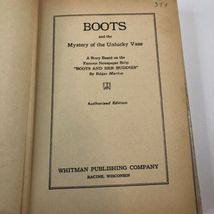 BOOTS
and the
Mystery of the Unlucky Vase
A Story Based on the
Famous Newspaper Strip
"BOOTS AND HER BUDDIES"
By Edgar Martin
Authorized Edition
WHITMAN PUBLISHING COMPANY
RACINE, WISCONSIN